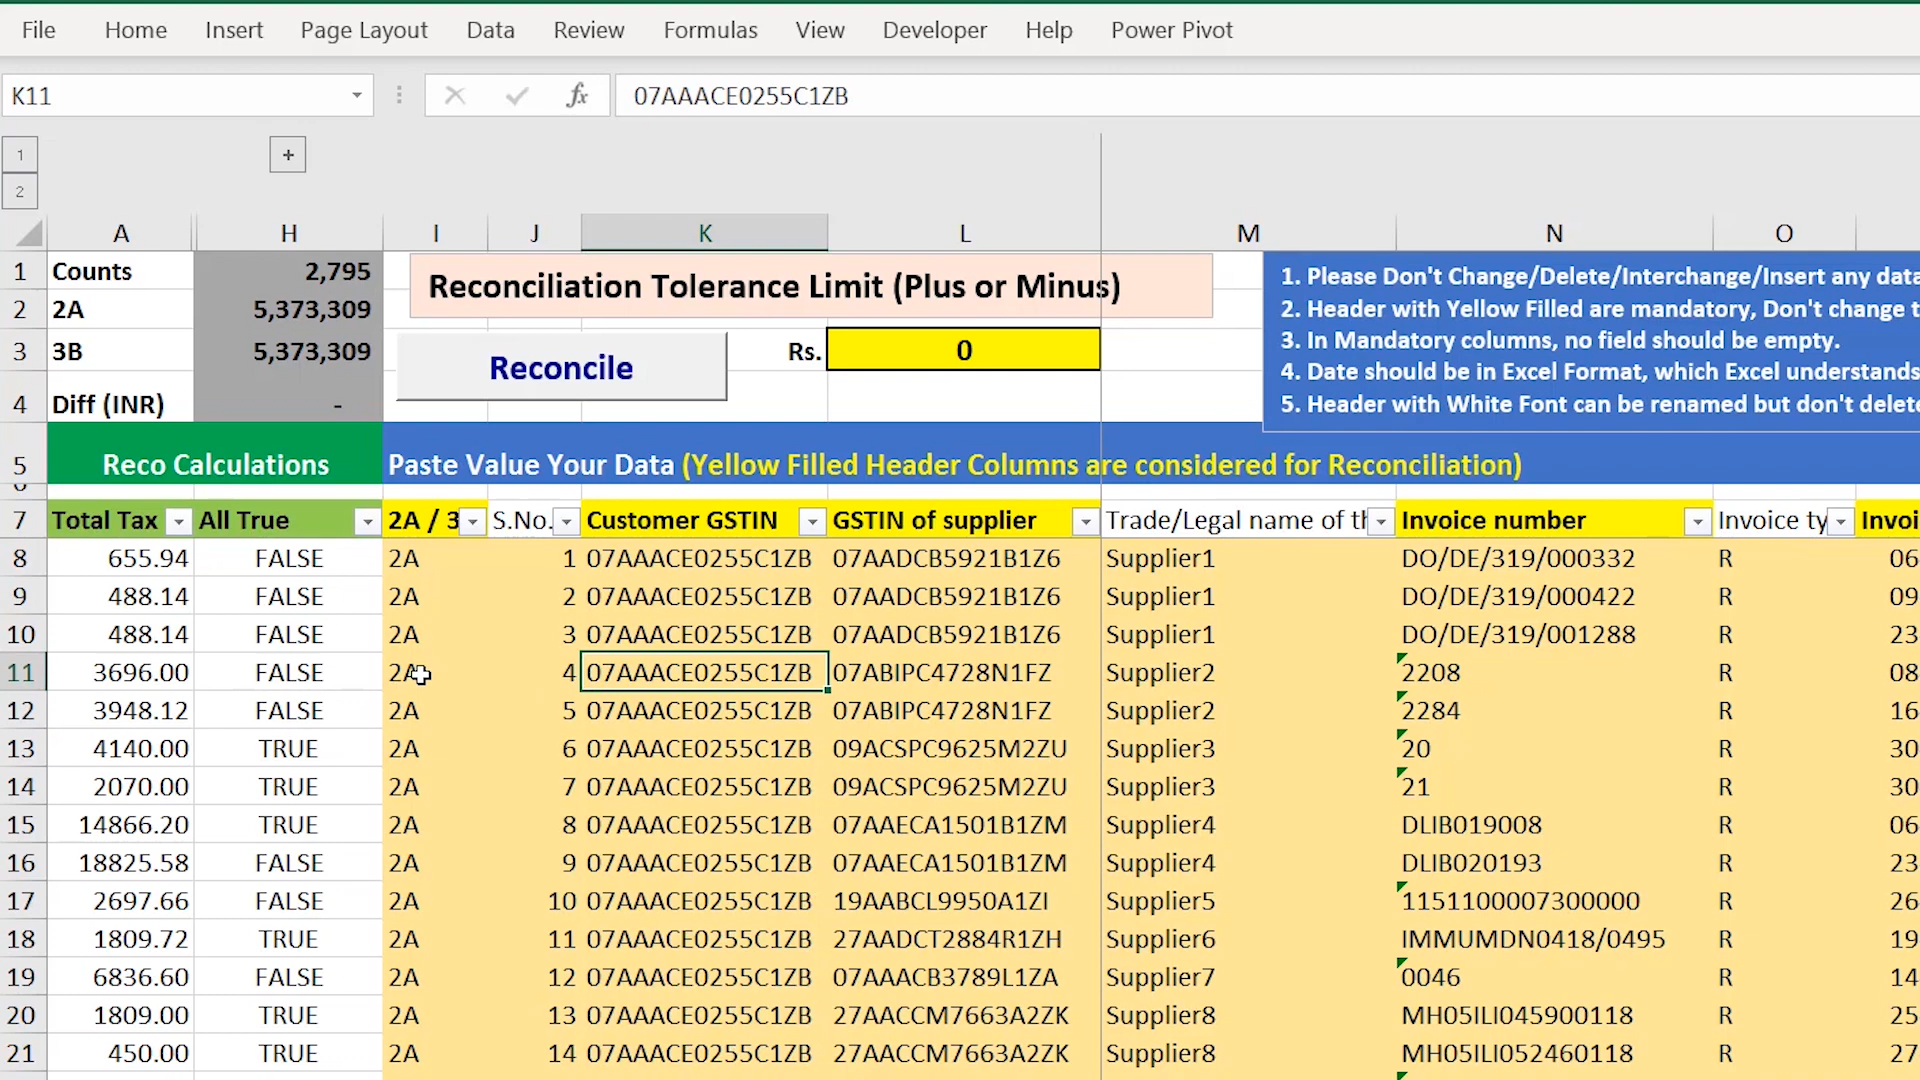 File Home Insert Page Layout Data Review Formulas View Developer Help Power Pivot
K11 fx 07AAACE0255C1ZB
1
2
+
A H I J K L M N O
1 Counts 2,795 Reconciliation Tolerance Limit (Plus or Minus) 1. Please Don't Change/Delete/Interchange/Insert any data
2 2A 5,373,309 2. Header with Yellow Filled are mandatory, Don't change t
3 3B 5,373,309 Reconcile Rs. 0 3. In Mandatory columns, no field should be empty.
4. Date should be in Excel Format, which Excel understands
4 Diff (INR) - 5. Header with White Font can be renamed but don't delete
5 Reco Calculations Paste Value Your Data (Yellow Filled Header Columns are considered for Reconciliation)
6
7 Total Tax All True 2A / 3 S.No. Customer GSTIN GSTIN of supplier Trade/Legal name of th Invoice number Invoice ty Invoi
8 655.94 FALSE 2A 1 07AAACE0255C1ZB 07AADCB5921B1Z6 Supplier1 DO/DE/319/000332 R 06
9 488.14 FALSE 2A 2 07AAACE0255C1ZB 07AADCB5921B1Z6 Supplier1 DO/DE/319/000422 R 09
10 488.14 FALSE 2A 3 07AAACE0255C1ZB 07AADCB5921B1Z6 Supplier1 DO/DE/319/001288 R 23
11 3696.00 FALSE 2A 4 07AAACE0255C1ZB 07ABIPC4728N1FZ Supplier2 2208 R 08
12 3948.12 FALSE 2A 5 07AAACE0255C1ZB 07ABIPC4728N1FZ Supplier2 2284 R 16
13 4140.00 TRUE 2A 6 07AAACE0255C1ZB 09ACSPC9625M2ZU Supplier3 20 R 30
14 2070.00 TRUE 2A 7 07AAACE0255C1ZB 09ACSPC9625M2ZU Supplier3 21 R 30
15 14866.20 TRUE 2A 8 07AAACE0255C1ZB 07AAECA1501B1ZM Supplier4 DLIB019008 R 06
16 18825.58 FALSE 2A 9 07AAACE0255C1ZB 07AAECA1501B1ZM Supplier4 DLIB020193 R 23
17 2697.66 FALSE 2A 10 07AAACE0255C1ZB 19AABCL9950A1ZI Supplier5 1151100007300000 R 26
18 1809.72 TRUE 2A 11 07AAACE0255C1ZB 27AADCT2884R1ZH Supplier6 IMMUMDN0418/0495 R 19
19 6836.60 FALSE 2A 12 07AAACE0255C1ZB 07AAACB3789L1ZA Supplier7 0046 R 14
20 1809.00 TRUE 2A 13 07AAACE0255C1ZB 27AACCM7663A2ZK Supplier8 MH05ILI045900118 R 25
21 450.00 TRUE 2A 14 07AAACE0255C1ZB 27AACCM7663A2ZK Supplier8 MH05ILI052460118 R 27